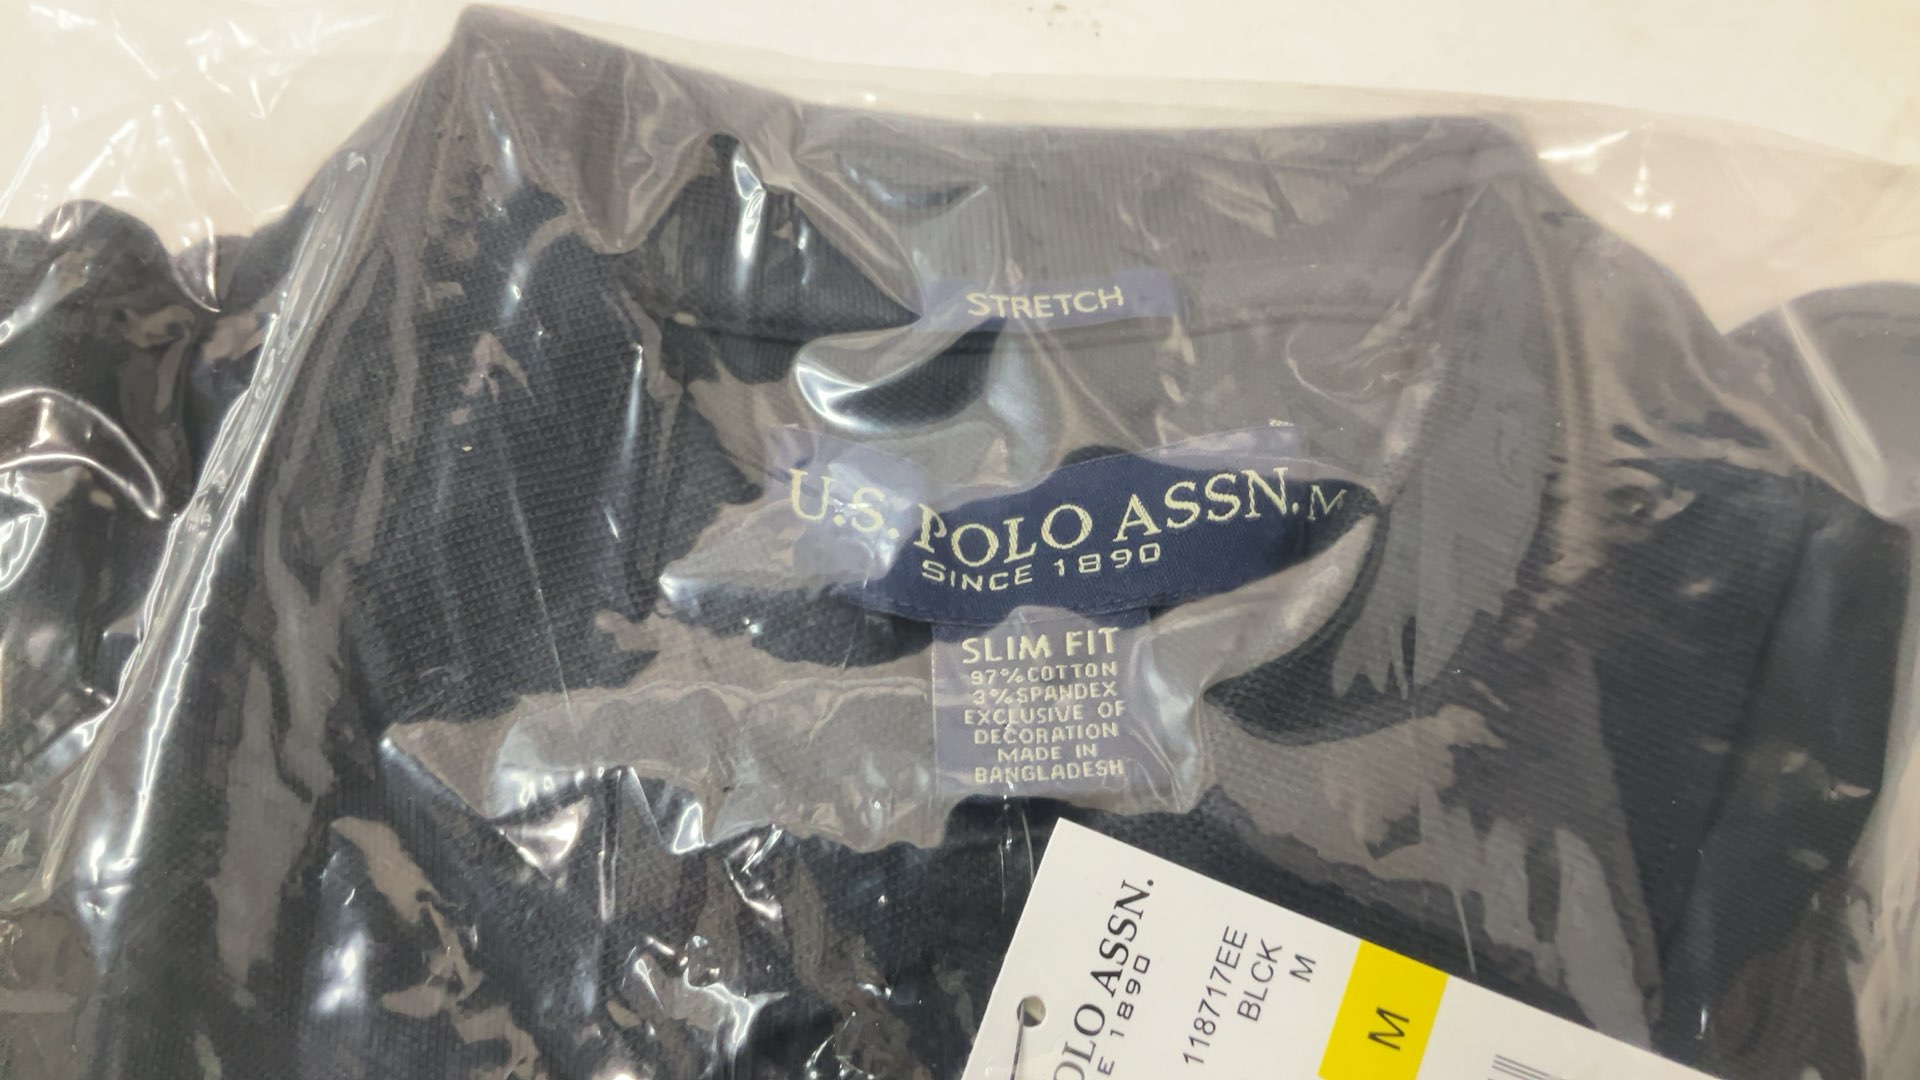 STRETCH
U.S. POLO ASSN. M
SINCE 1890
SLIM FIT
97% COTTON
3% SPANDEX
EXCLUSIVE OF
DECORATION
MADE IN
BANGLADESH
POLO ASSN.
E 1890
118717EE
BLCK
M
M